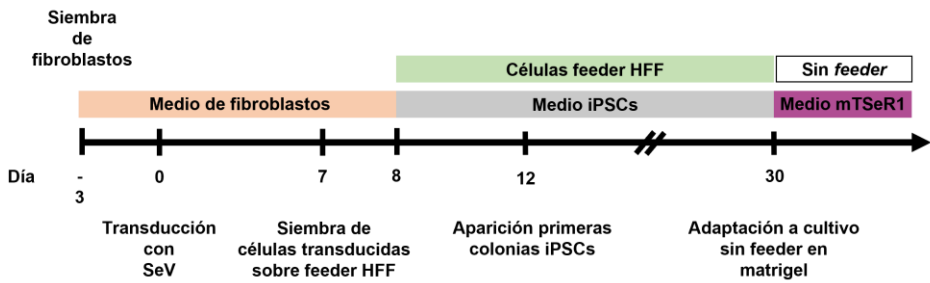 Siembra
de
fibroblastos
Células feeder HFF
Sin feeder
Medio de fibroblastos
Medio iPSCs
Medio mTSeR1
Día
-
3
0
7
8
12
30
Transducción
con
SeV
Siembra de
células transducidas
sobre feeder HFF
Aparición primeras
colonias iPSCs
Adaptación a cultivo
sin feeder en
matrigel